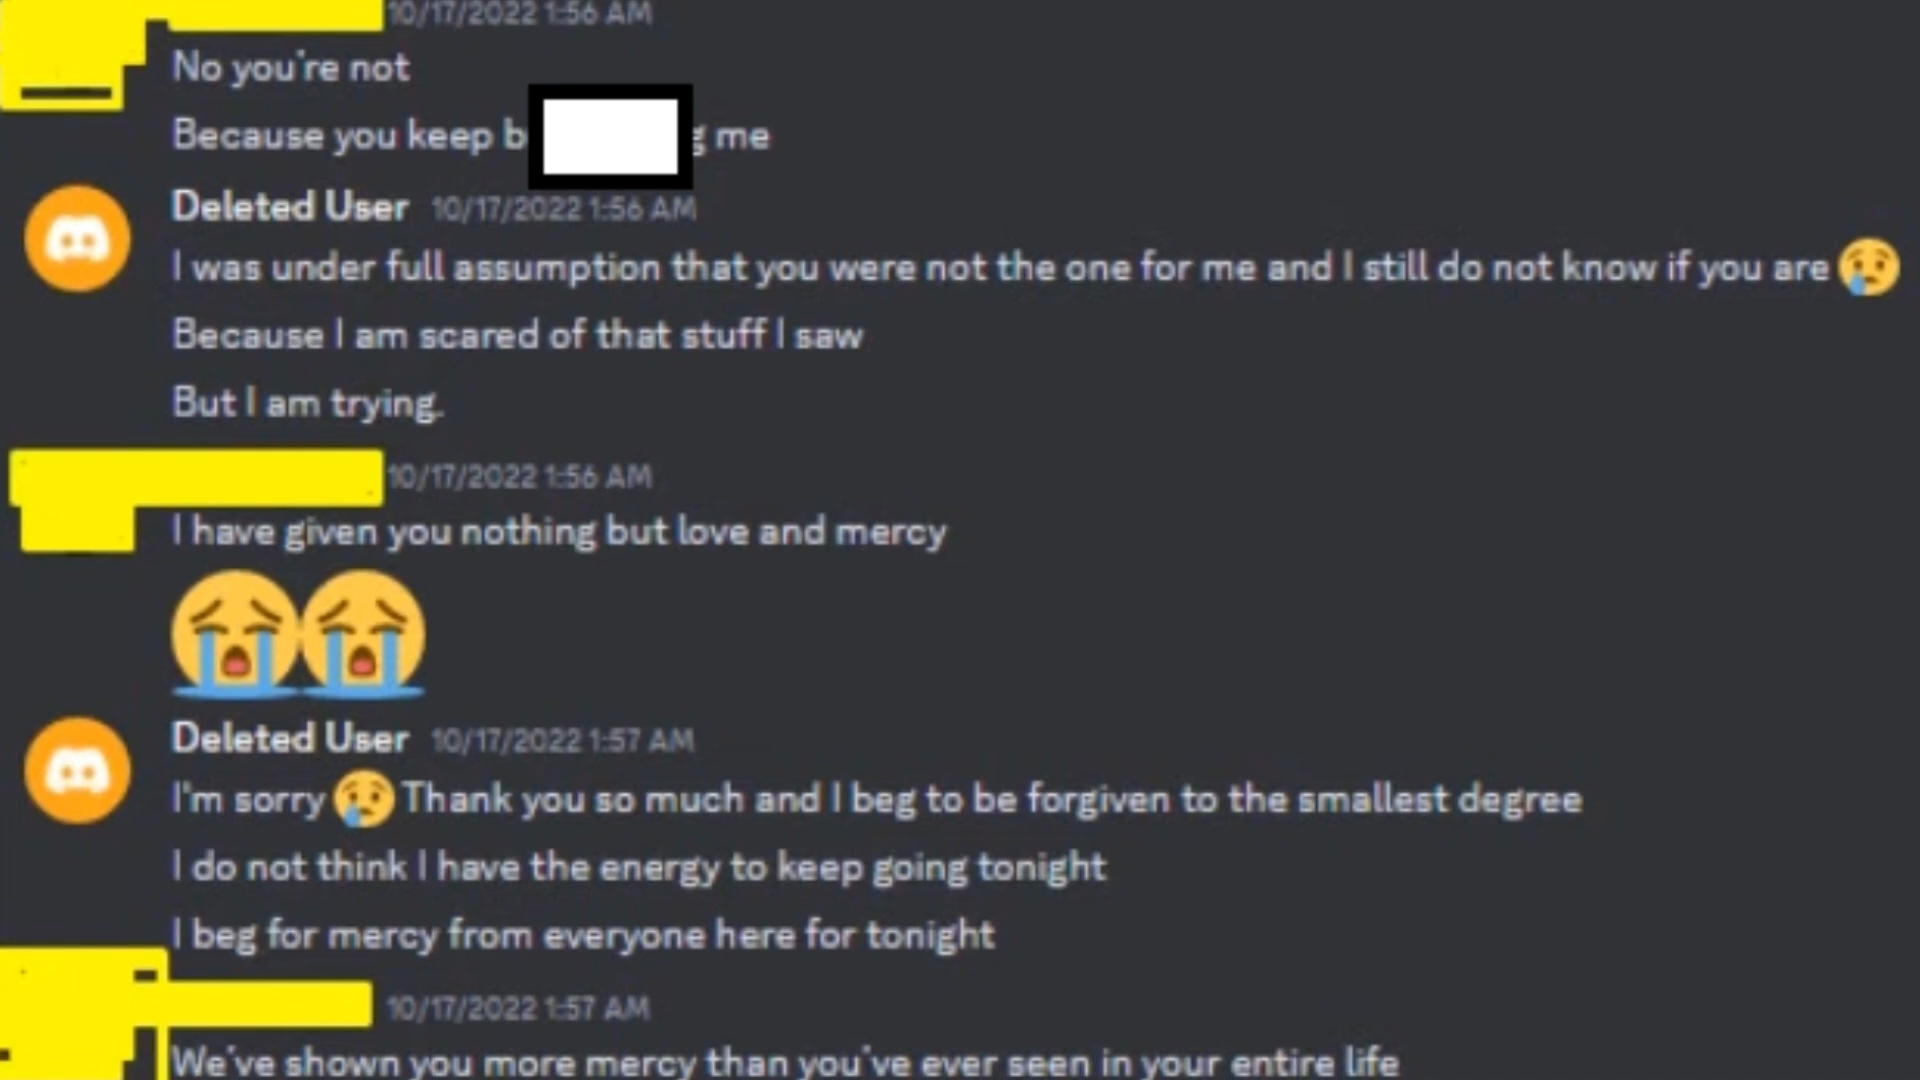 10/17/2022 1:56 AM
No you're not
Because you keep b g me
Deleted User 10/17/2022 1:56 AM
I was under full assumption that you were not the one for me and I still do not know if you are 😢
Because I am scared of that stuff I saw
But I am trying.
10/17/2022 1:56 AM
I have given you nothing but love and mercy
😭😭
Deleted User 10/17/2022 1:57 AM
I'm sorry 😢 Thank you so much and I beg to be forgiven to the smallest degree
I do not think I have the energy to keep going tonight
I beg for mercy from everyone here for tonight
10/17/2022 1:57 AM
We've shown you more mercy than you've ever seen in your entire life